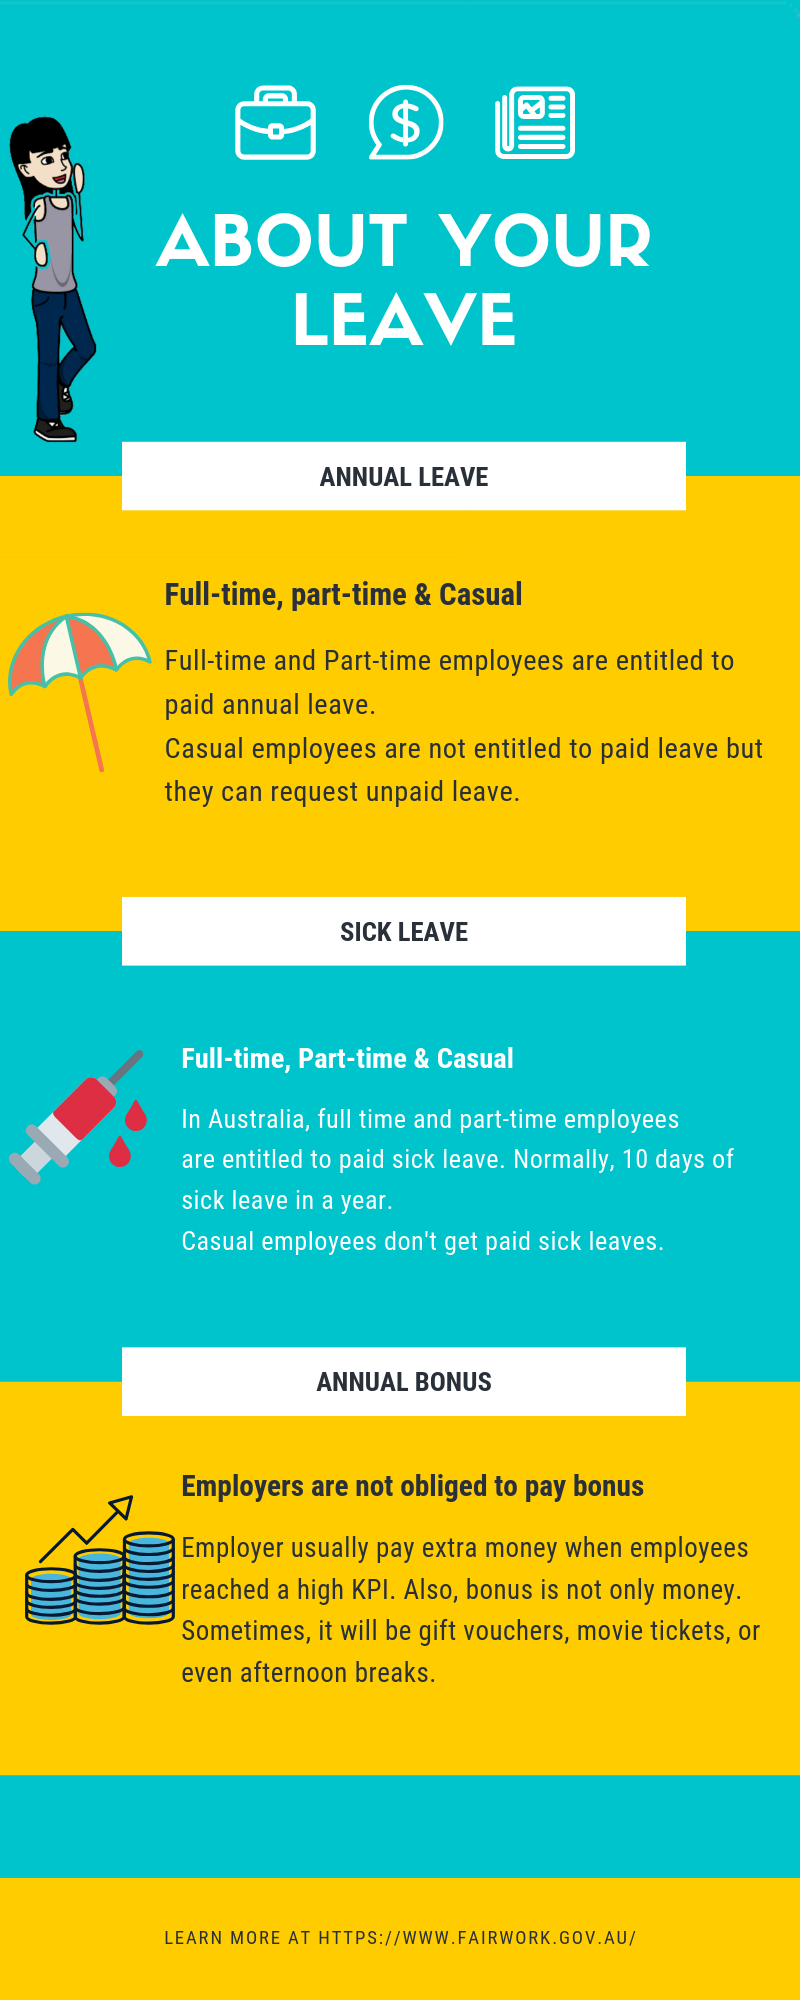 ABOUT YOUR
LEAVE
ANNUAL LEAVE
Full-time, part-time & Casual
Full-time and Part-time employees are entitled to
paid annual leave.
Casual employees are not entitled to paid leave but
they can request unpaid leave.
SICK LEAVE
Full-time, Part-time & Casual
In Australia, full time and part-time employees
are entitled to paid sick leave. Normally, 10 days of
sick leave in a year.
Casual employees don't get paid sick leaves.
ANNUAL BONUS
Employers are not obliged to pay bonus
Employer usually pay extra money when employees
reached a high KPI. Also, bonus is not only money.
Sometimes, it will be gift vouchers, movie tickets, or
even afternoon breaks.
LEARN MORE AT HTTPS://WWW.FAIRWORK.GOV.AU/